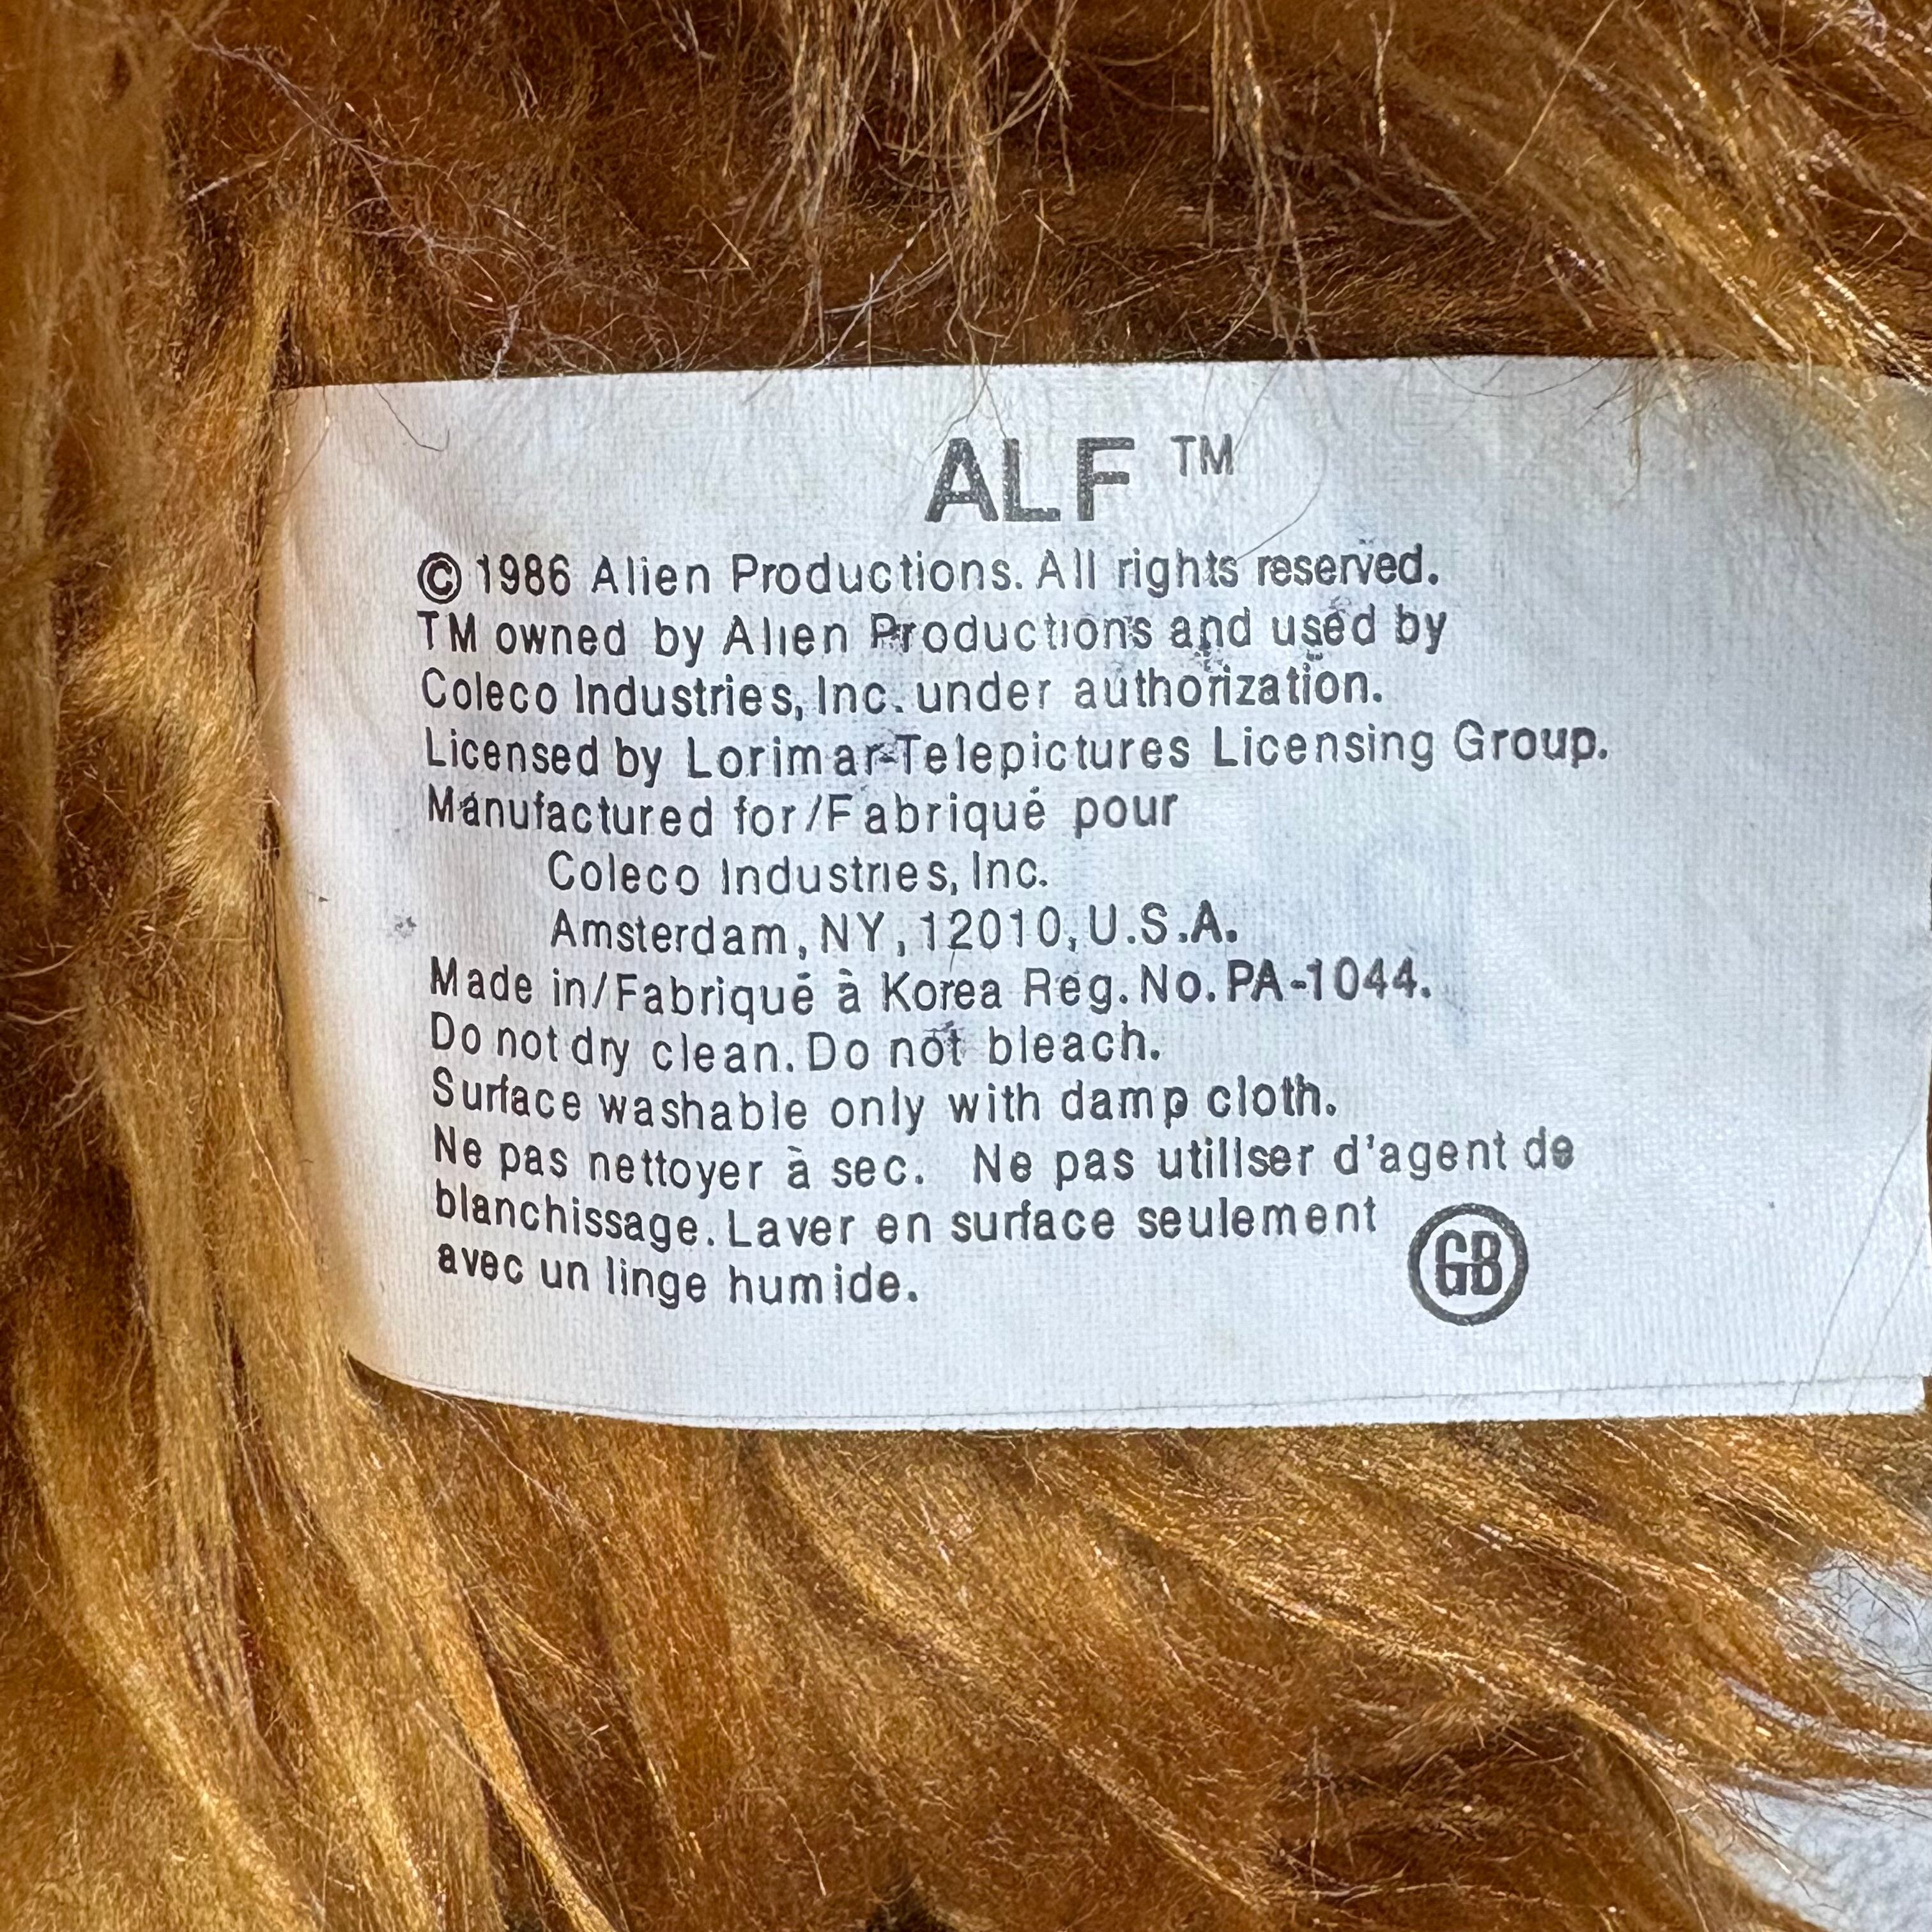 ALF ™
© 1986 Alien Productions. All rights reserved.
TM owned by Alien Productions and used by
Coleco Industries, Inc. under authorization.
Licensed by Lorimar-Telepictures Licensing Group.
Manufactured for/Fabriqué pour
Coleco Industries, Inc.
Amsterdam, NY, 12010, U.S.A.
Made in/Fabriqué à Korea Reg. No. PA-1044.
Do not dry clean. Do not bleach.
Surface washable only with damp cloth.
Ne pas nettoyer à sec. Ne pas utiliser d'agent de
blanchissage. Laver en surface seulement
avec un linge humide.
GB